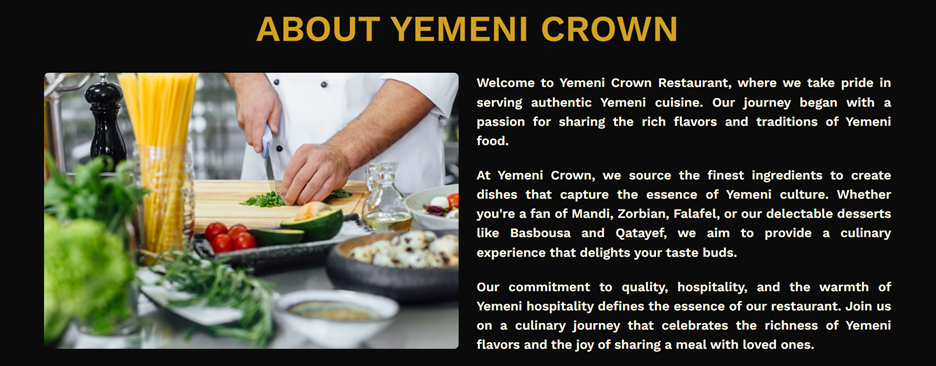 ABOUT YEMENI CROWN
Welcome to Yemeni Crown Restaurant, where we take pride in
serving authentic Yemeni cuisine. Our journey began with a
passion for sharing the rich flavors and traditions of Yemeni
food.
At Yemeni Crown, we source the finest ingredients to create
dishes that capture the essence of Yemeni culture. Whether
you're a fan of Mandi, Zorbian, Falafel, or our delectable desserts
like Basbousa and Qatayef, we aim to provide a culinary
experience that delights your taste buds.
Our commitment to quality, hospitality, and the warmth of
Yemeni hospitality defines the essence of our restaurant. Join us
on a culinary journey that celebrates the richness of Yemeni
flavors and the joy of sharing a meal with loved ones.